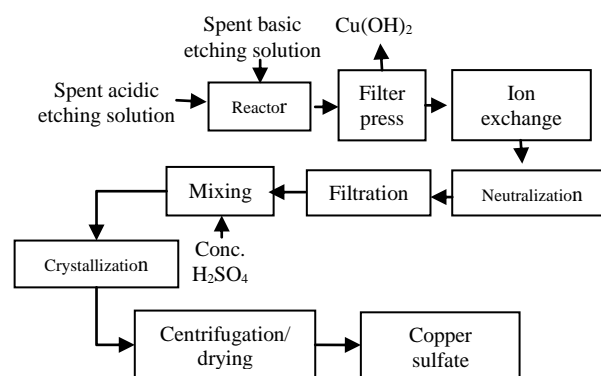 Spent basic
etching solution
Cu(OH)₂
Spent acidic
etching solution
Reactor
Filter
press
Ion
exchange
Mixing
Filtration
Neutralization
Conc.
H₂SO₄
Crystallization
Centrifugation/
drying
Copper
sulfate